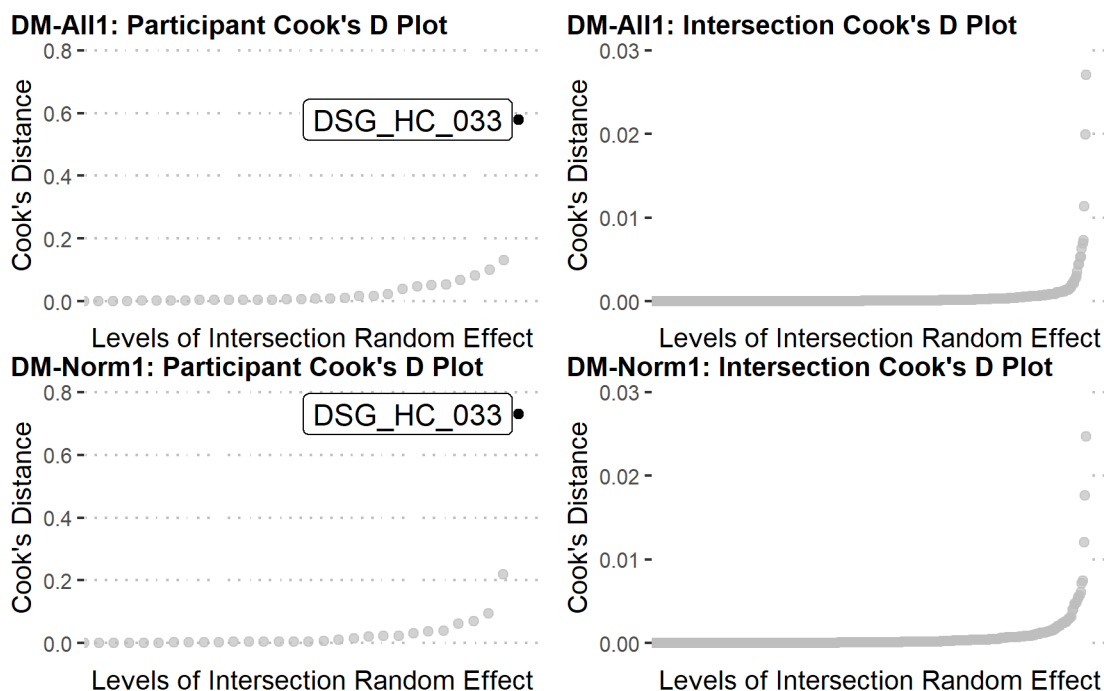 DM-All1: Participant Cook's D Plot
Cook's Distance
0.8
0.6
0.4
0.2
0.0
DSG_HC_033
Levels of Intersection Random Effect
DM-All1: Intersection Cook's D Plot
Cook's Distance
0.03
0.02
0.01
0.00
Levels of Intersection Random Effect
DM-Norm1: Participant Cook's D Plot
Cook's Distance
0.8
0.6
0.4
0.2
0.0
DSG_HC_033
Levels of Intersection Random Effect
DM-Norm1: Intersection Cook's D Plot
Cook's Distance
0.03
0.02
0.01
0.00
Levels of Intersection Random Effect